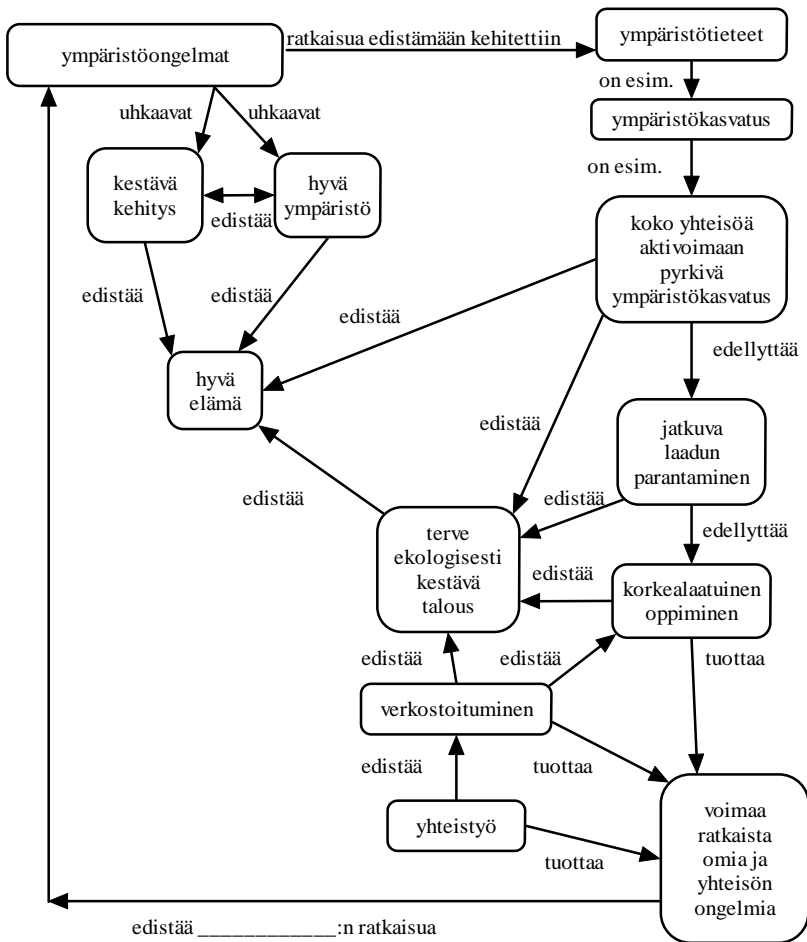 ympäristöongelmat
ratkaisua edistämään kehitettiin
ympäristötieteet
on esim.
uhkaavat
uhkaavat
ympäristökasvatus
on esim.
kestävä
kehitys
edistää
hyvä
ympäristö
koko yhteisöä
aktivoimaan
pyrkivä
ympäristökasvatus
edistää
edistää
edistää
edellyttää
hyvä
elämä
jatkuva
laadun
parantaminen
edistää
edistää
edistää
edellyttää
terve
ekologisesti
kestävä
talous
edistää
korkealaatuinen
oppiminen
edistää
edistää
tuottaa
verkostoituminen
edistää
tuottaa
yhteistyö
tuottaa
voimaa
ratkaista
omia ja
yhteisön
ongelmia
edistää ____________:n ratkaisua